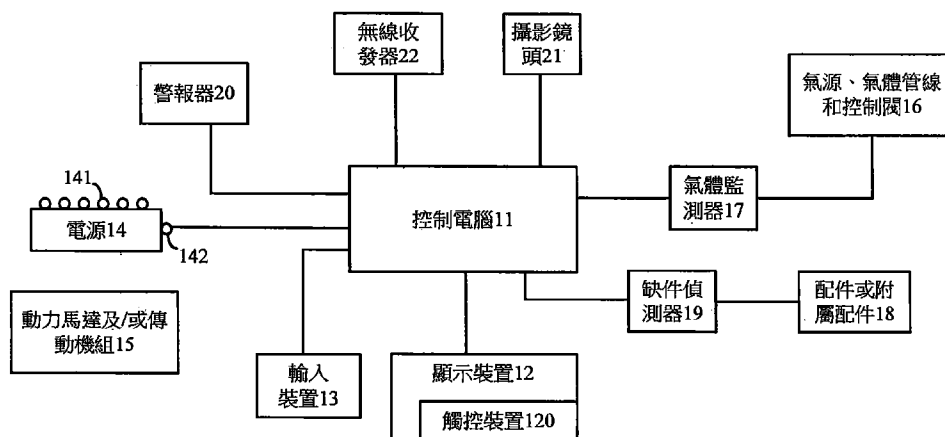 無線收
發器22
攝影鏡
頭21
警報器20
氣源、氣體管線
和控制閥16
141
電源14
142
控制電腦11
氣體監
測器17
動力馬達及/或傳
動機組15
缺件偵
測器19
配件或附
屬配件18
輸入
裝置13
顯示裝置12
觸控裝置120